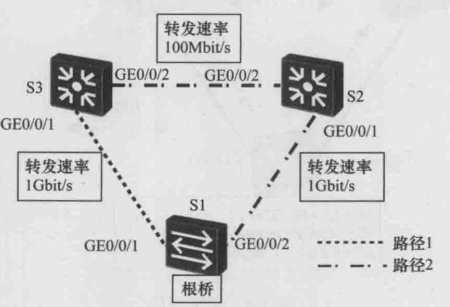 转发速率
100Mbit/s
S3
GE0/0/2
GE0/0/2
S2
GE0/0/1
GE0/0/1
转发速率
1Gbit/s
转发速率
1Gbit/s
S1
GE0/0/1
GE0/0/2
路径1
路径2
根桥